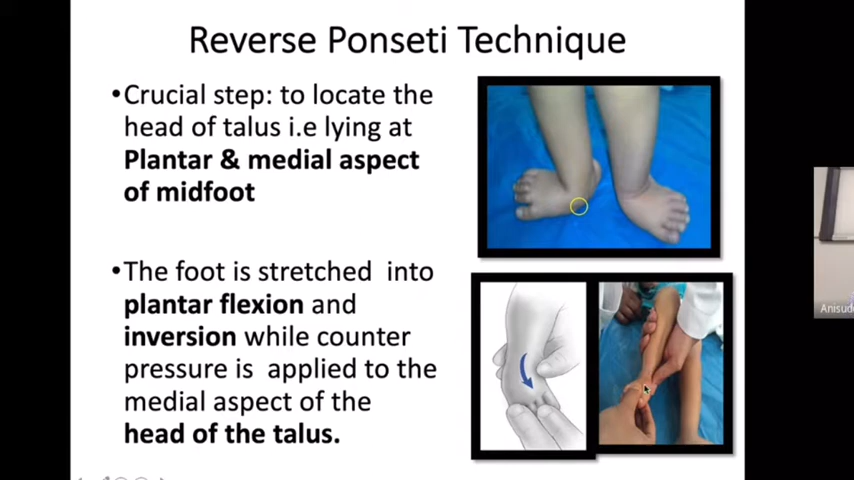 Reverse Ponseti Technique
•Crucial step: to locate the
head of talus i.e lying at
Plantar & medial aspect
of midfoot
•The foot is stretched into
plantar flexion and
inversion while counter
pressure is applied to the
medial aspect of the
head of the talus.